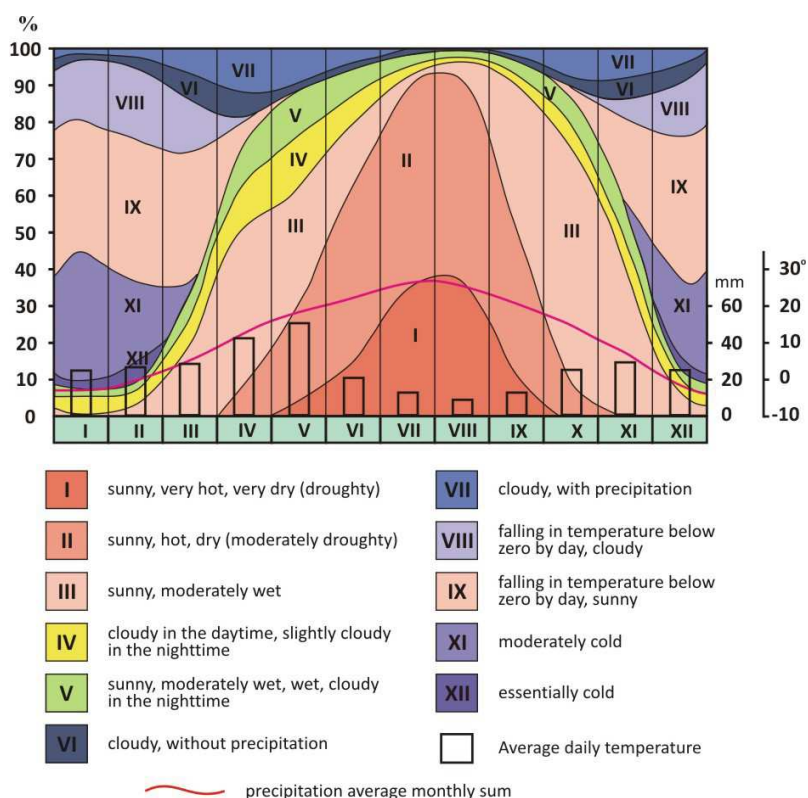 %
100
90
80
70
60
50
40
30
20
10
0
VII
VI
VIII
IX
XI
XII
V
IV
III
II
I
V
III
VII
VI
VIII
IX
XI
mm
60
40
20
0
30°
20
10
0
-10
I II III IV V VI VII VIII IX X XI XII
I sunny, very hot, very dry (droughty)
II sunny, hot, dry (moderately droughty)
III sunny, moderately wet
IV cloudy in the daytime, slightly cloudy
in the nighttime
V sunny, moderately wet, wet, cloudy
in the nighttime
VI cloudy, without precipitation
VII cloudy, with precipitation
VIII falling in temperature below
zero by day, cloudy
IX falling in temperature below
zero by day, sunny
XI moderately cold
XII essentially cold
Average daily temperature
precipitation average monthly sum